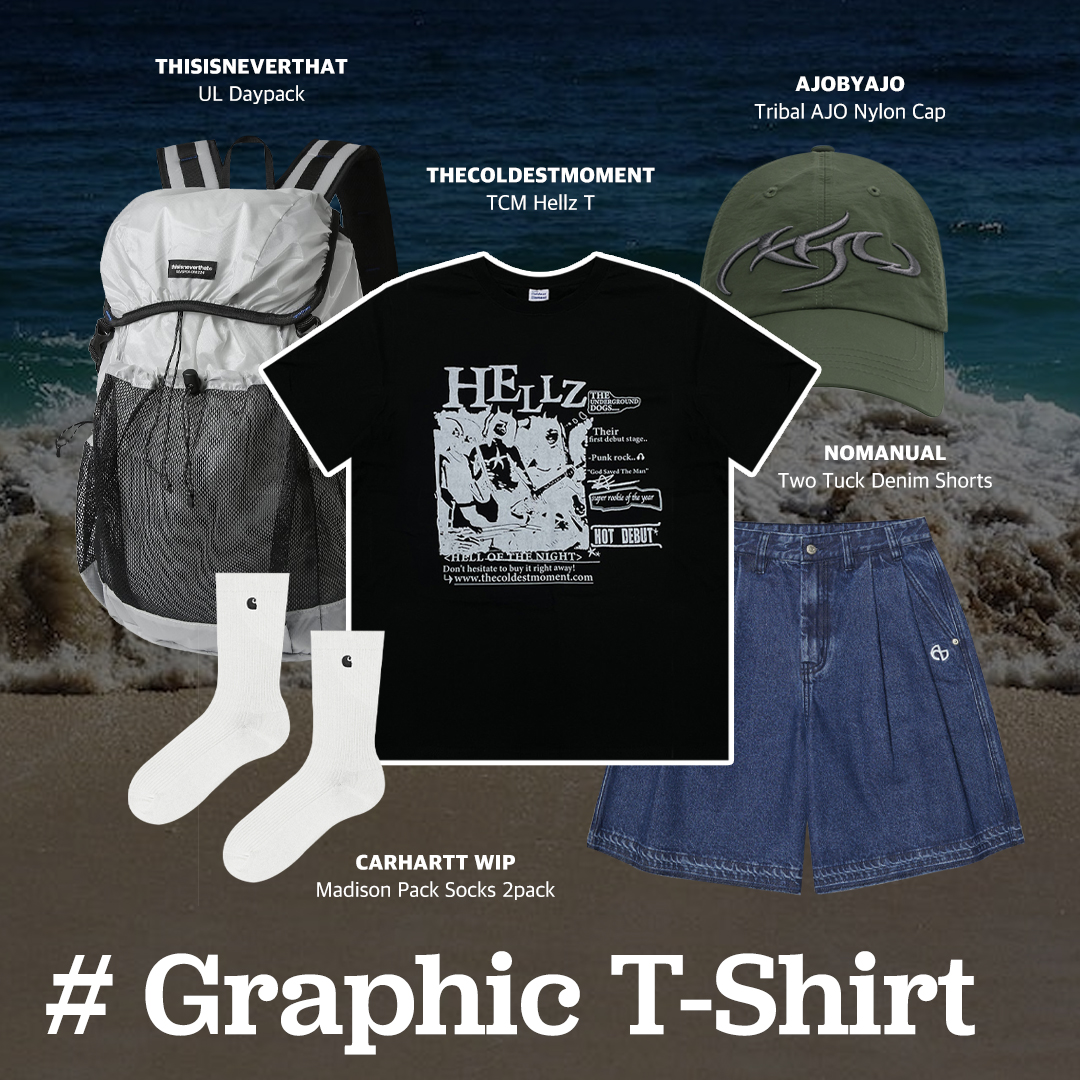 THISISNEVERTHAT
UL Daypack
AJOBYAJO
Tribal AJO Nylon Cap
THECOLDESTMOMENT
TCM Hellz T
thisisneverthat®
AJO
HELLZ
THE
UNDERGROUND
DOGS....
Their
first debut stage..
-Punk rock..
"God Saved The Man"
super rookie of the year
HOT DEBUT*
<HELL OF THE NIGHT>
Don't hesitate to buy it right away!
www.thecoldestmoment.com
NOMANUAL
Two Tuck Denim Shorts
CARHARTT WIP
Madison Pack Socks 2pack
# Graphic T-Shirt